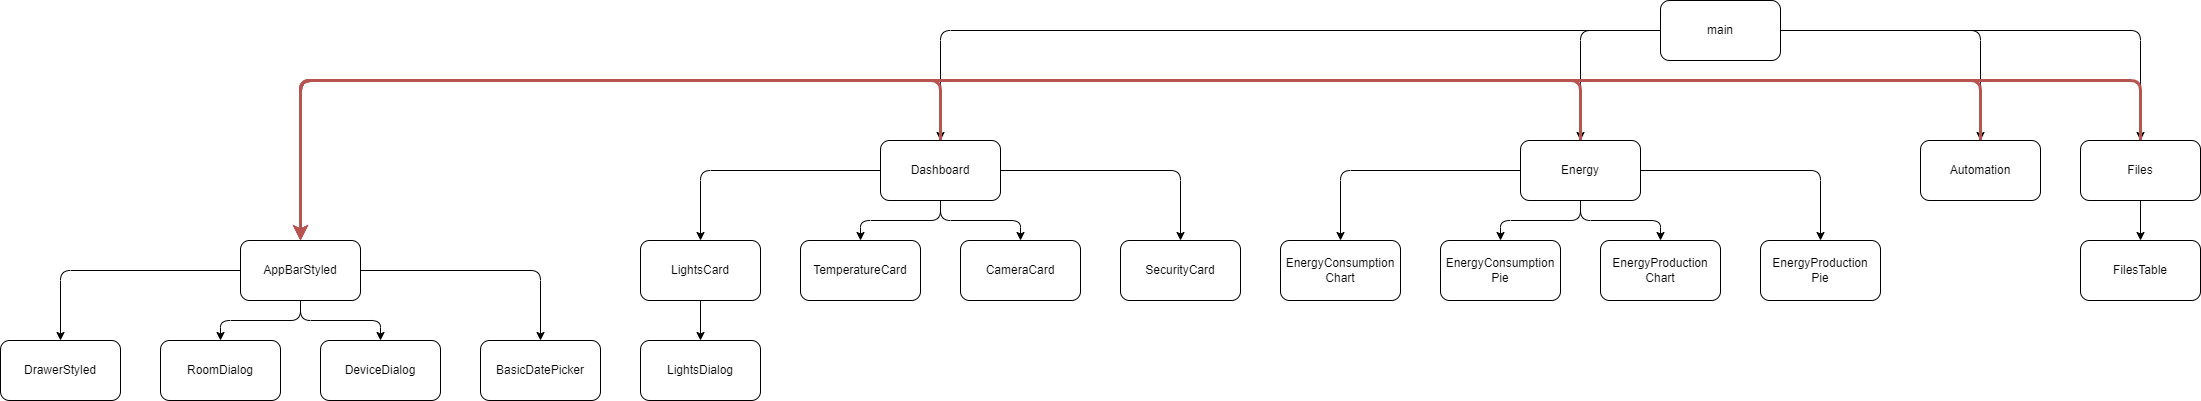 main
Dashboard
Energy
Automation
Files
AppBarStyled
LightsCard
TemperatureCard
CameraCard
SecurityCard
EnergyConsumption
Chart
EnergyConsumption
Pie
EnergyProduction
Chart
EnergyProduction
Pie
FilesTable
DrawerStyled
RoomDialog
DeviceDialog
BasicDatePicker
LightsDialog